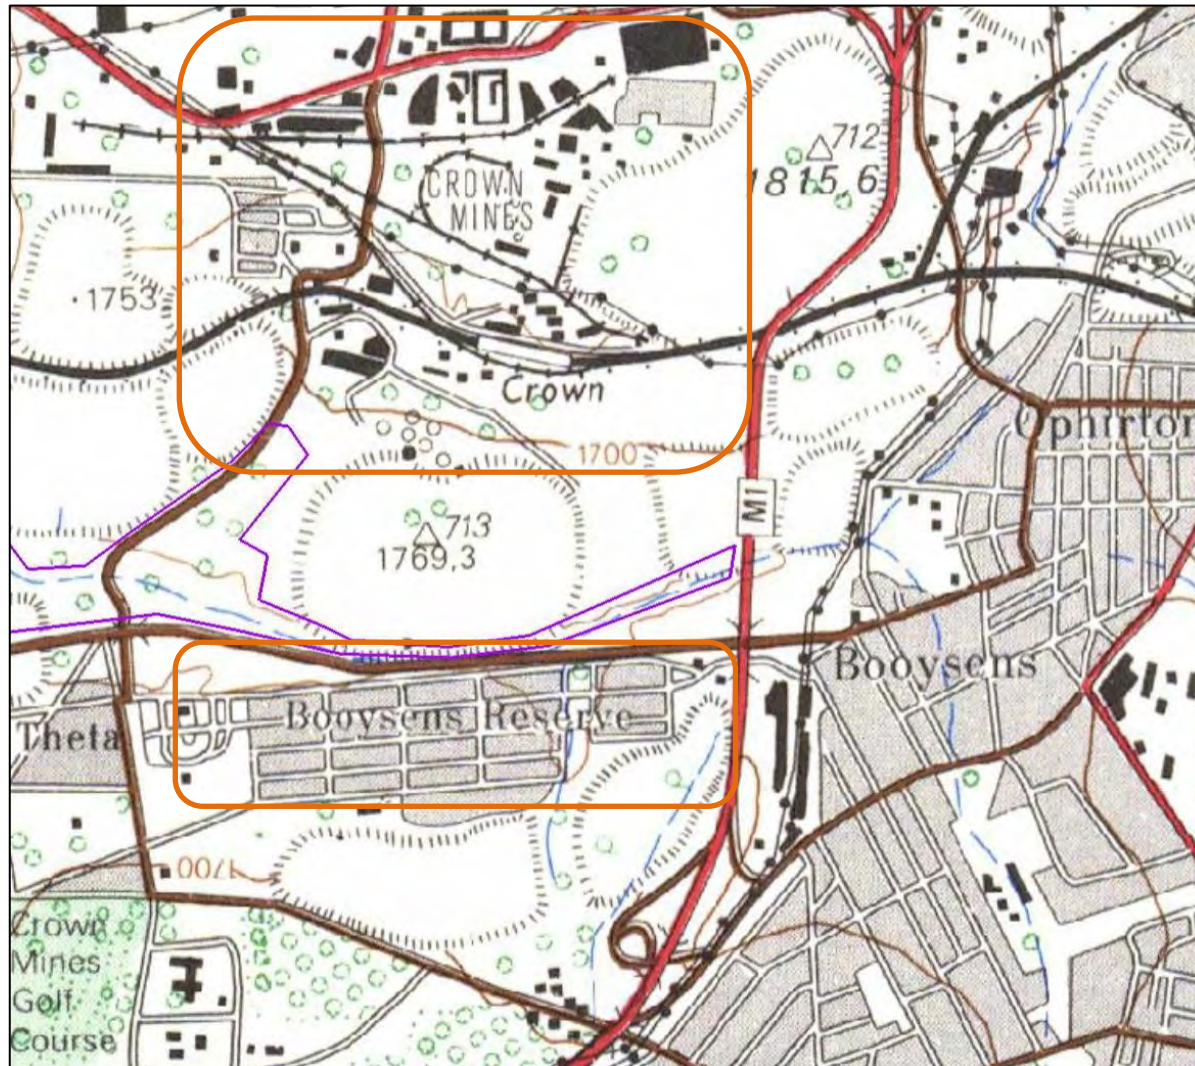 712
1815,6
CROWN
MINES
1753
Crown
Ophirton
1700
M1
713
1769,3
Booysens
Booysens Reserve
Theta
1700
Crown
Mines
Golf
Course